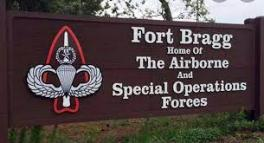 Fort Bragg
Home Of
The Airborne
And
Special Operations
Forces